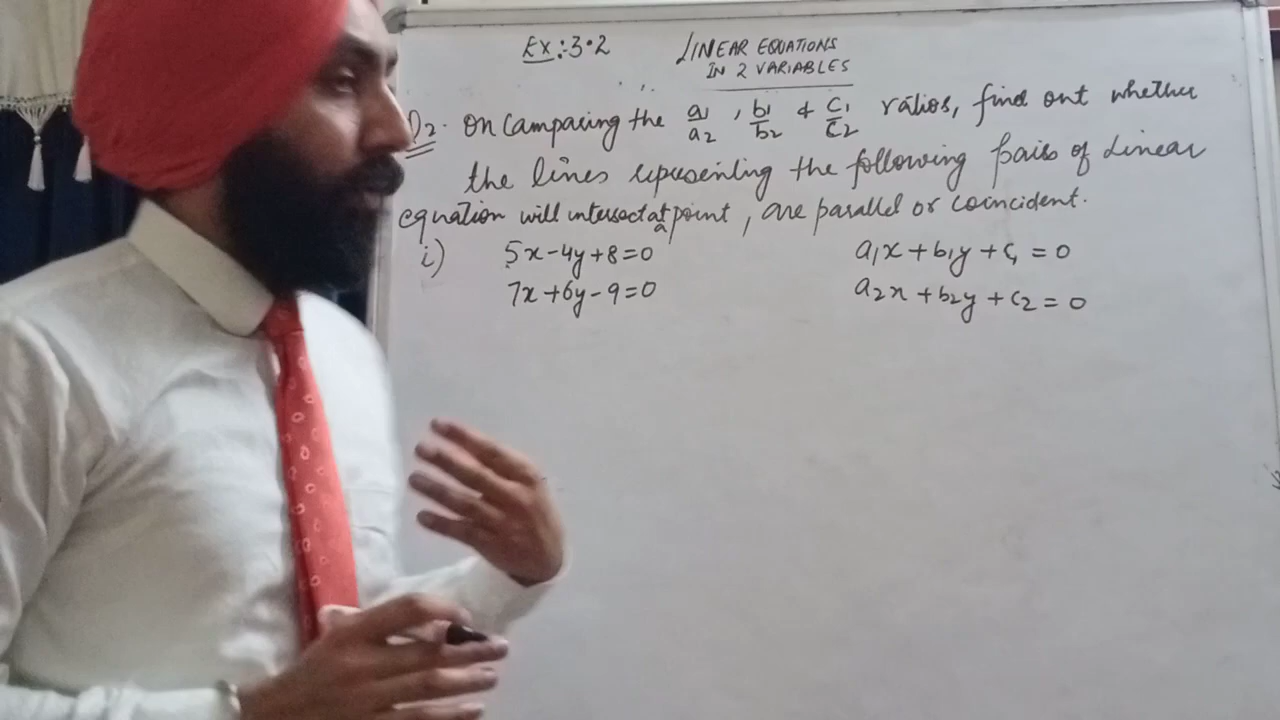 Ex:- 3.2
LINEAR EQUATIONS
IN 2 VARIABLES
Q2. On Camparing the a1/a2, b1/b2 & c1/c2 ratios, find out whether
the lines representing the following pairs of Linear
equation will intersect at a point, are parallel or coincident.
i) 5x-4y+8=0 a1x+b1y+c1=0
7x+6y-9=0 a2x+b2y+c2=0